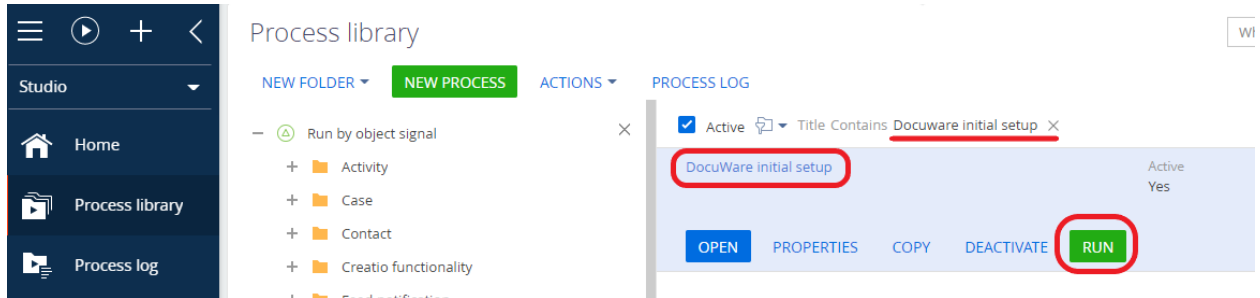 Process library
Wh
Studio
NEW FOLDER NEW PROCESS ACTIONS PROCESS LOG
Home
Run by object signal
Active Title Contains Docuware initial setup
Activity
DocuWare initial setup
Active
Yes
Process library
Case
Contact
OPEN PROPERTIES COPY DEACTIVATE RUN
Process log
Creatio functionality